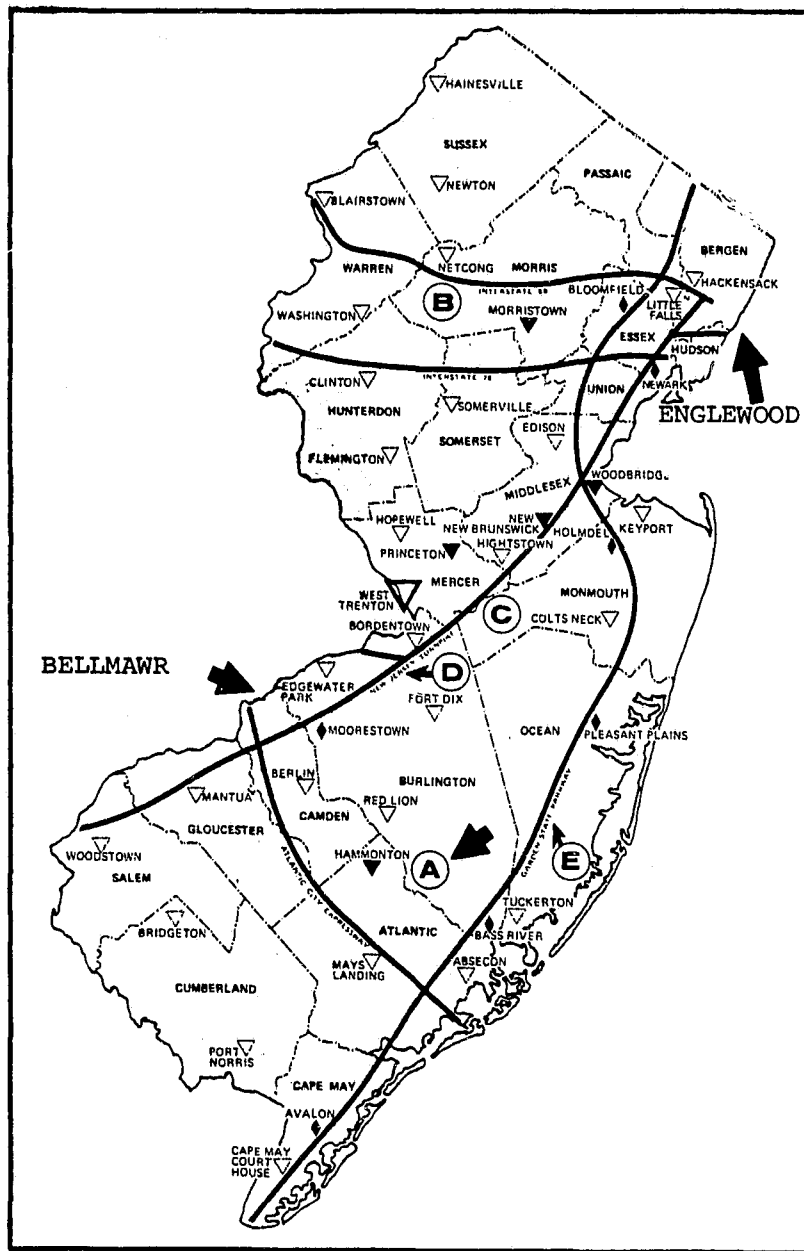 HAINESVILLE
SUSSEX
PASSAIC
NEWTON
BLAIRSTOWN
BERGEN
WARREN
NETCONG
MORRIS
HACKENSACK
INTERSTATE 80
BLOOMFIELD
LITTLE
FALLS
B
WASHINGTON
MORRISTOWN
ESSEX
HUDSON
CLINTON
INTERSTATE 78
UNION
NEWARK
ENGLEWOOD
HUNTERDON
SOMERVILLE
EDISON
SOMERSET
FLEMINGTON
MIDDLESEX
WOODBRIDG
HOPEWELL
NEW
NEW BRUNSWICK
HOLMDEL
KEYPORT
PRINCETON
HIGHTSTOWN
MERCER
WEST
TRENTON
MONMOUTH
C
COLTS NECK
BORDENTOWN
BELLMAWR
NEW JERSEY TURNPIKE
D
EDGEWATER
PARK
FORT DIX
MOORESTOWN
OCEAN
PLEASANT PLAINS
BERLIN
BURLINGTON
MANTUA
RED LION
CAMDEN
GLOUCESTER
GARDEN STATE PARKWAY
WOODSTOWN
HAMMONTON
A
E
SALEM
ATLANTIC CITY EXPRESSWAY
TUCKERTON
BRIDGETON
ATLANTIC
BASS RIVER
MAYS
LANDING
ABSECON
CUMBERLAND
PORT
NORRIS
CAPE MAY
AVALON
CAPE MAY
COURT
HOUSE